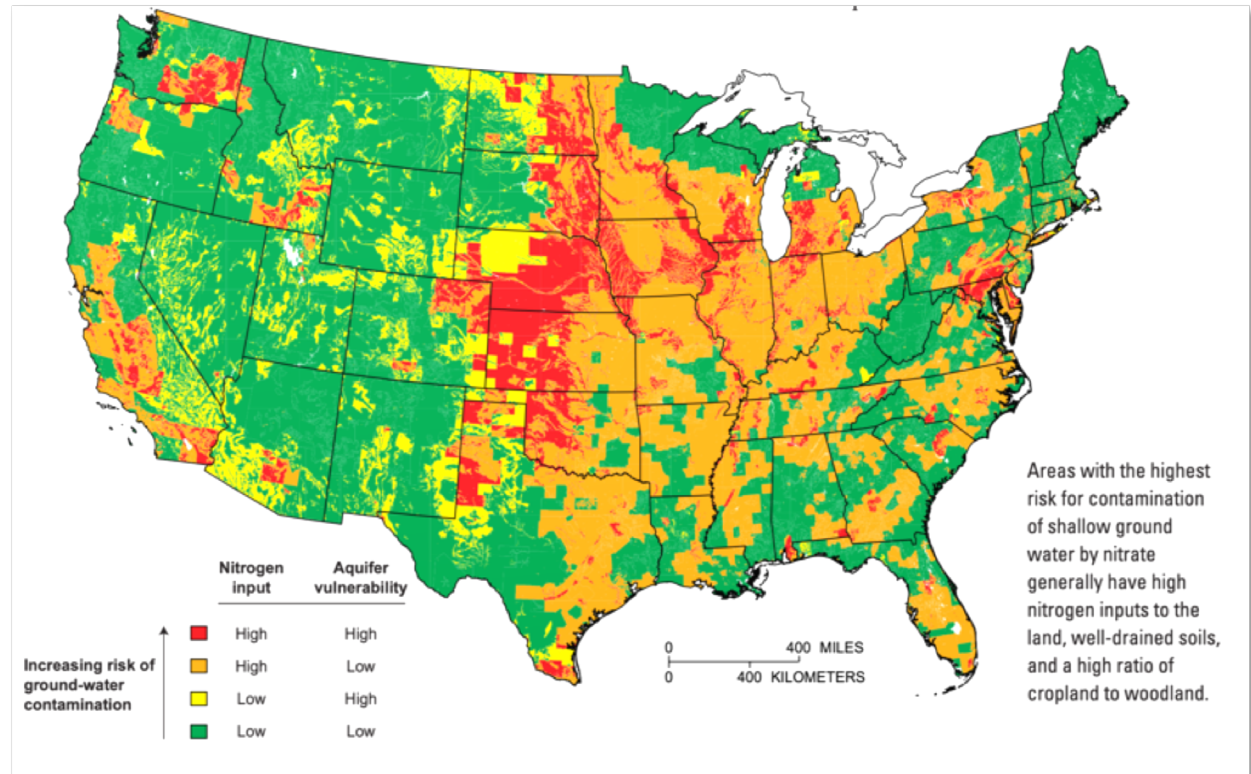 Areas with the highest
risk for contamination
of shallow ground
water by nitrate
generally have high
nitrogen inputs to the
land, well-drained soils,
and a high ratio of
cropland to woodland.
Nitrogen input
Aquifer vulnerability
High High
High Low
Low High
Low Low
Increasing risk of
ground-water
contamination
0 400 MILES
0 400 KILOMETERS